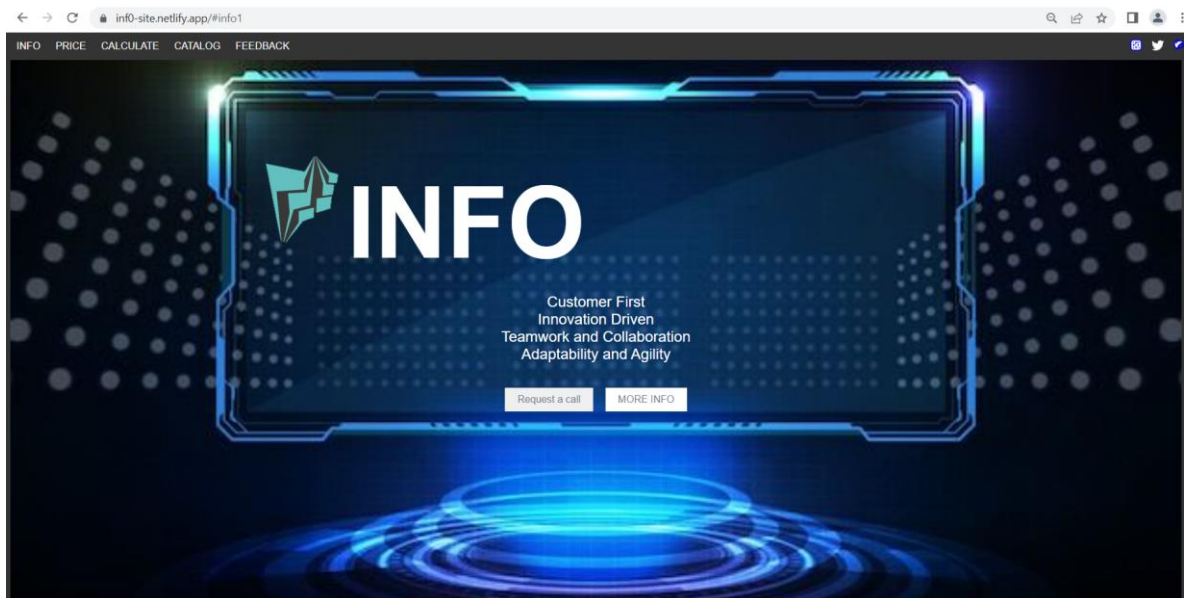 inf0-site.netlify.app/#info1
INFO PRICE CALCULATE CATALOG FEEDBACK
INFO
Customer First
Innovation Driven
Teamwork and Collaboration
Adaptability and Agility
Request a call MORE INFO